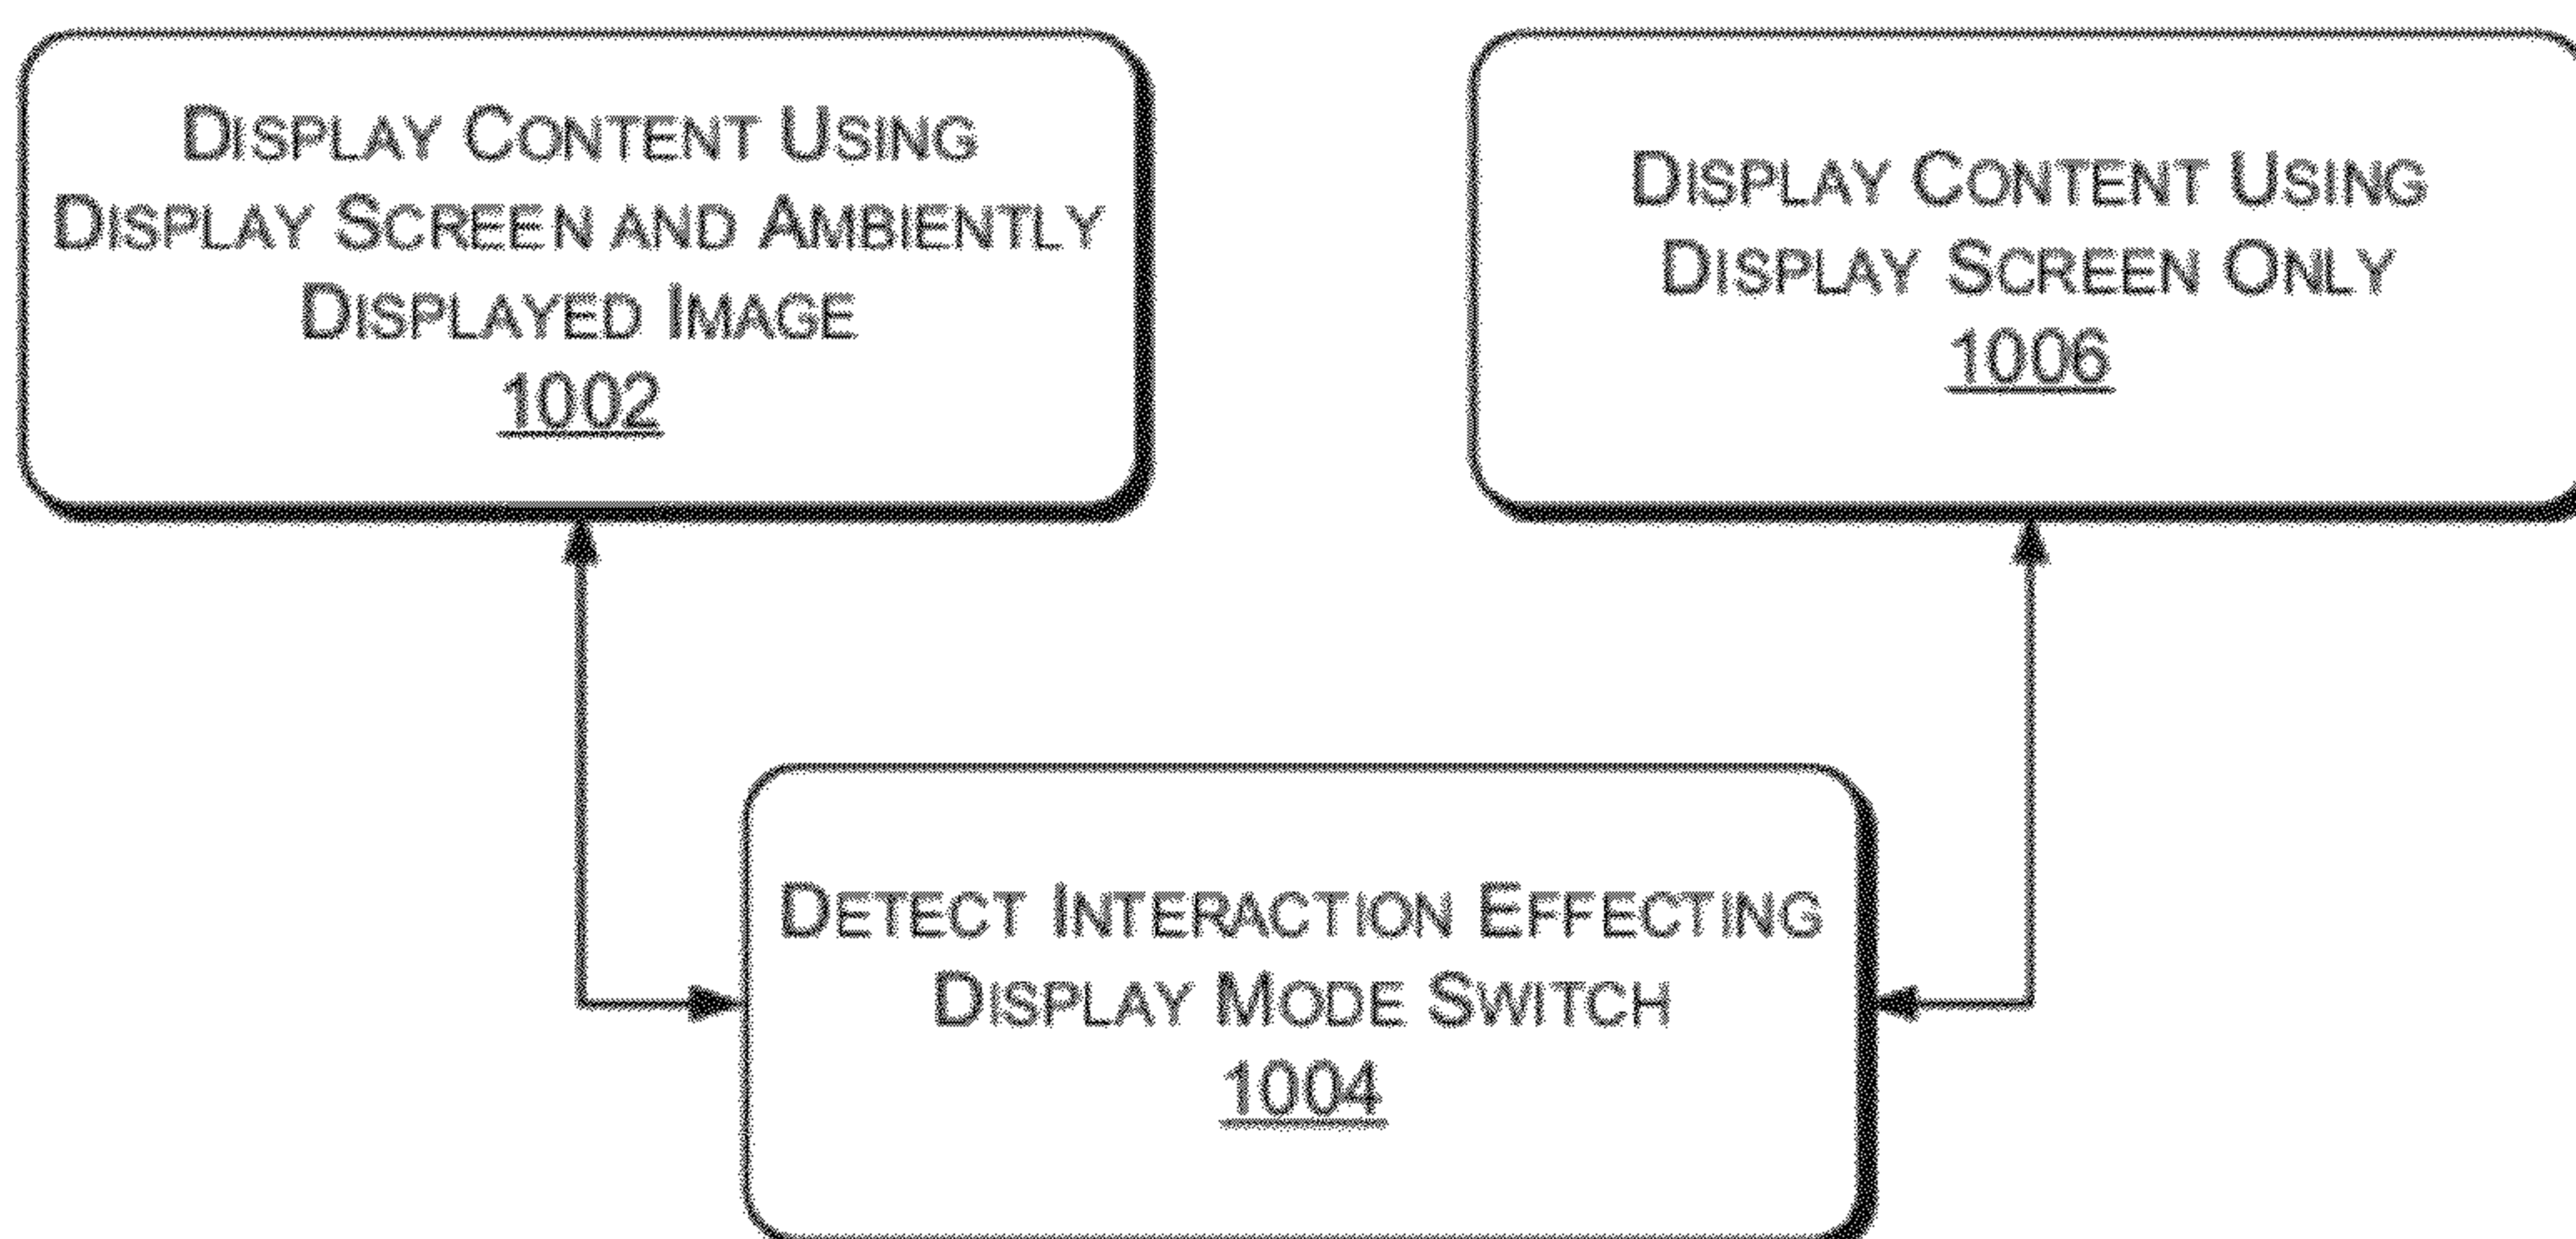 DISPLAY CONTENT USING
DISPLAY SCREEN AND AMBIENTLY
DISPLAYED IMAGE
1002
DISPLAY CONTENT USING
DISPLAY SCREEN ONLY
1006
DETECT INTERACTION EFFECTING
DISPLAY MODE SWITCH
1004